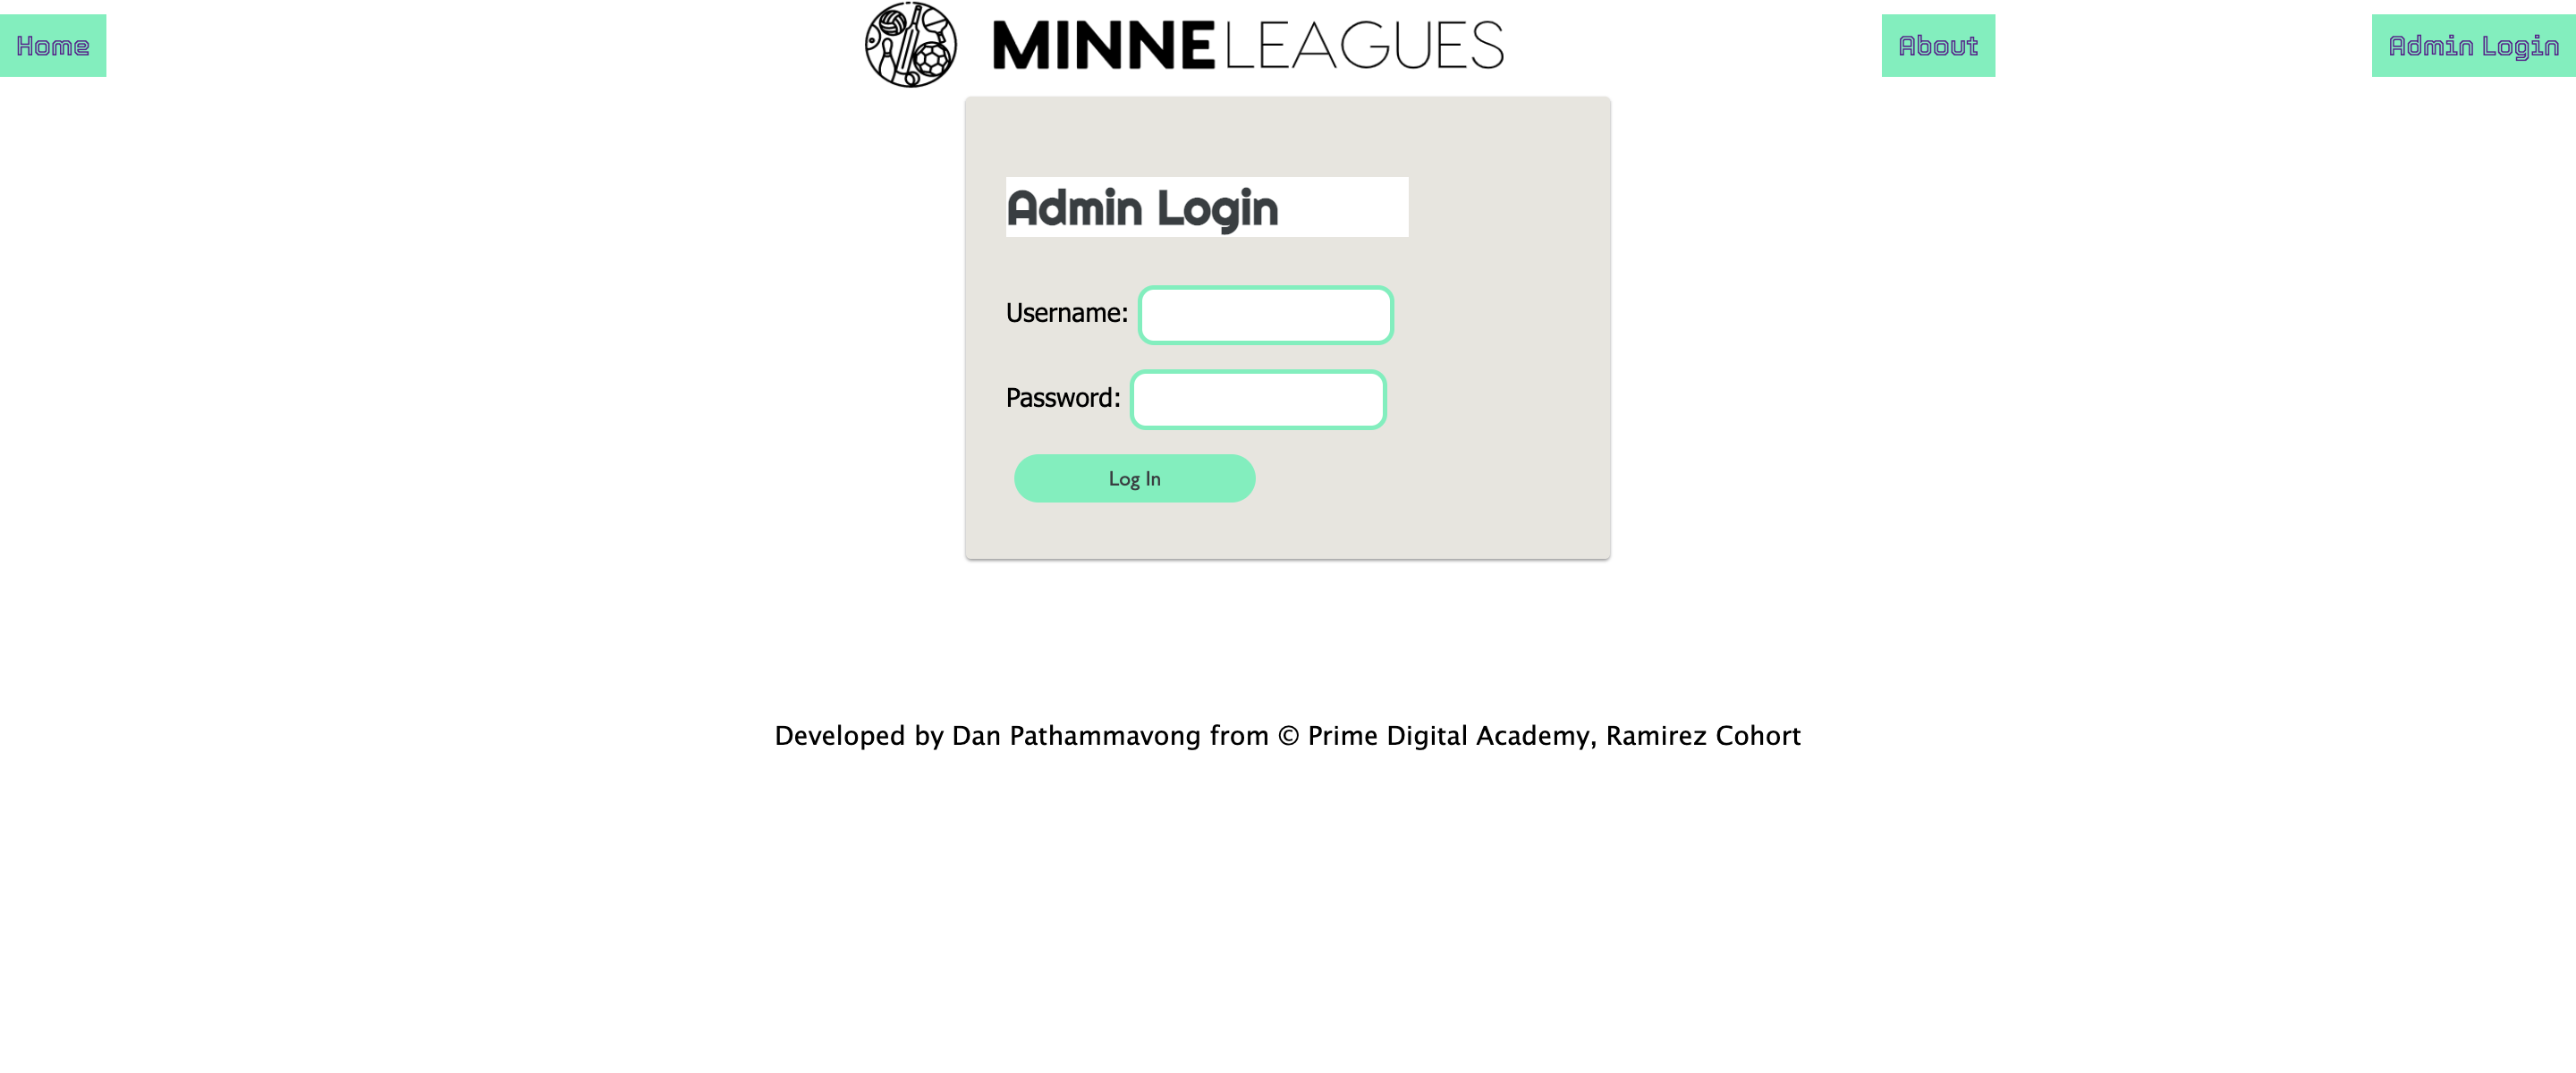 Home
MINNELEAGUES
About
Admin Login
Admin Login
Username:
Password:
Log In
Developed by Dan Pathammavong from © Prime Digital Academy, Ramirez Cohort